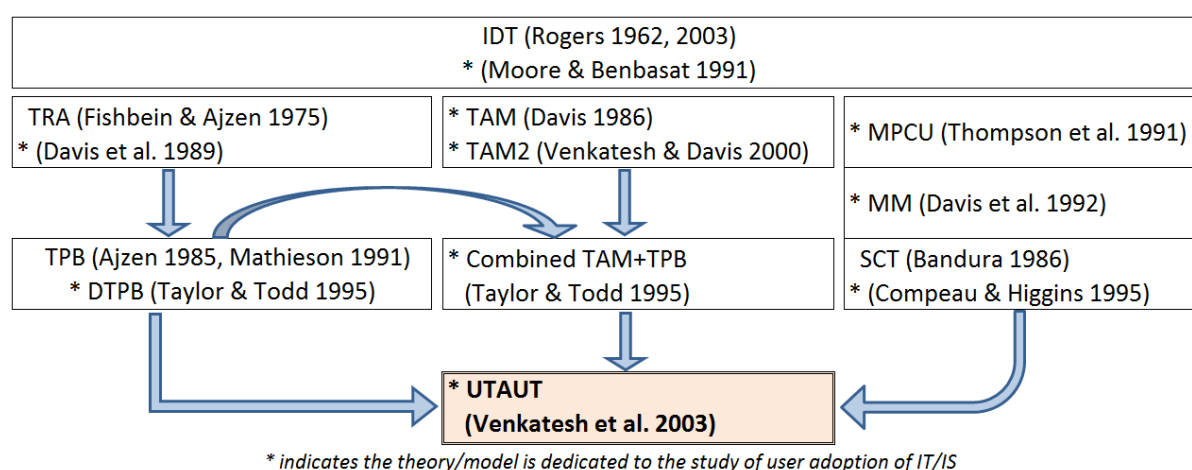 IDT (Rogers 1962, 2003)
* (Moore & Benbasat 1991)
TRA (Fishbein & Ajzen 1975)
* (Davis et al. 1989)
* TAM (Davis 1986)
* TAM2 (Venkatesh & Davis 2000)
* MPCU (Thompson et al. 1991)
* MM (Davis et al. 1992)
TPB (Ajzen 1985, Mathieson 1991)
* DTPB (Taylor & Todd 1995)
* Combined TAM+TPB
(Taylor & Todd 1995)
SCT (Bandura 1986)
* (Compeau & Higgins 1995)
* UTAUT
(Venkatesh et al. 2003)
* indicates the theory/model is dedicated to the study of user adoption of IT/IS